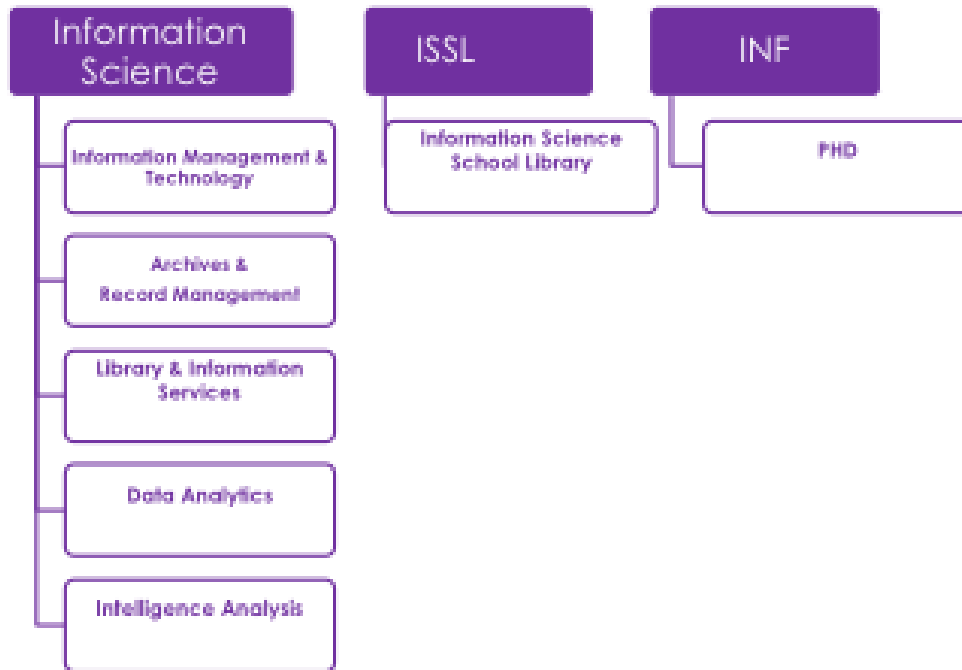 Information
Science
Information Management &
Technology
Archives &
Record Management
Library & Information
Services
Data Analytics
Intelligence Analysis
ISSL
Information Science
School Library
INF
PHD